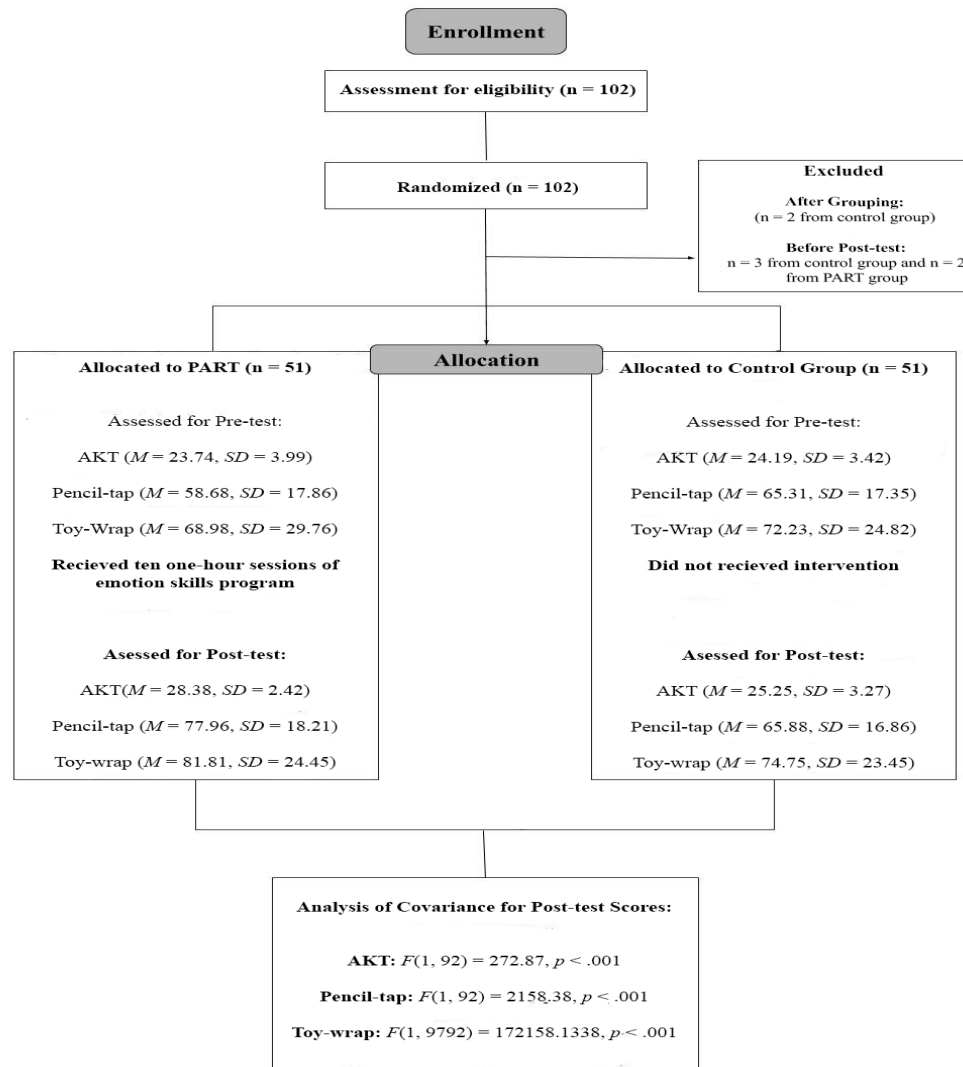 Enrollment
Assessment for eligibility (n = 102)
Randomized (n = 102)
Excluded
After Grouping:
(n = 2 from control group)
Before Post-test:
n = 3 from control group and n = 2
from PART group
Allocation
Allocated to PART (n = 51)
Assessed for Pre-test:
AKT (M = 23.74, SD = 3.99)
Pencil-tap (M = 58.68, SD = 17.86)
Toy-Wrap (M = 68.98, SD = 29.76)
Recieved ten one-hour sessions of
emotion skills program
Asessed for Post-test:
AKT(M = 28.38, SD = 2.42)
Pencil-tap (M = 77.96, SD = 18.21)
Toy-wrap (M = 81.81, SD = 24.45)
Allocated to Control Group (n = 51)
Assessed for Pre-test:
AKT (M = 24.19, SD = 3.42)
Pencil-tap (M = 65.31, SD = 17.35)
Toy-Wrap (M = 72.23, SD = 24.82)
Did not recieved intervention
Asessed for Post-test:
AKT (M = 25.25, SD = 3.27)
Pencil-tap (M = 65.88, SD = 16.86)
Toy-wrap (M = 74.75, SD = 23.45)
Analysis of Covariance for Post-test Scores:
AKT: F(1, 92) = 272.87, p < .001
Pencil-tap: F(1, 92) = 2158.38, p < .001
Toy-wrap: F(1, 9792) = 172158.1338, p < .001